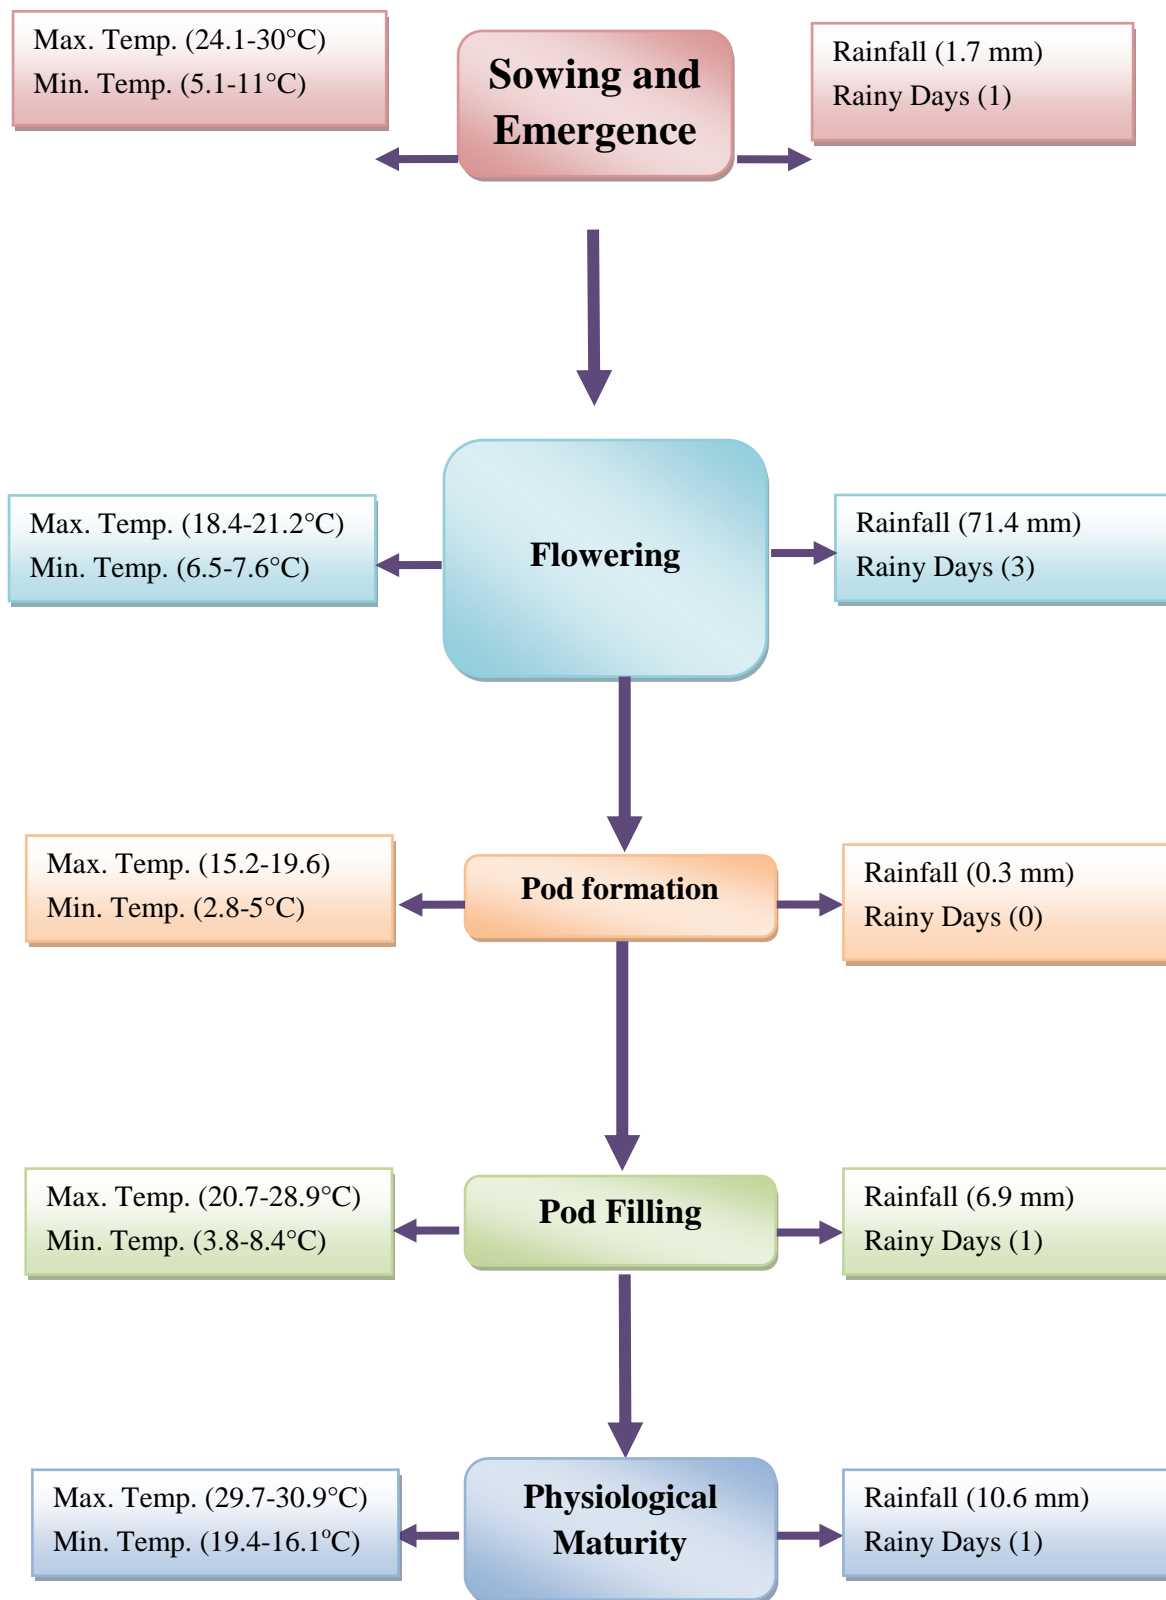 Max. Temp. (24.1-30°C)
Min. Temp. (5.1-11°C)
Sowing and
Emergence
Rainfall (1.7 mm)
Rainy Days (1)
Max. Temp. (18.4-21.2°C)
Min. Temp. (6.5-7.6°C)
Flowering
Rainfall (71.4 mm)
Rainy Days (3)
Max. Temp. (15.2-19.6)
Min. Temp. (2.8-5°C)
Pod formation
Rainfall (0.3 mm)
Rainy Days (0)
Max. Temp. (20.7-28.9°C)
Min. Temp. (3.8-8.4°C)
Pod Filling
Rainfall (6.9 mm)
Rainy Days (1)
Max. Temp. (29.7-30.9°C)
Min. Temp. (19.4-16.1°C)
Physiological
Maturity
Rainfall (10.6 mm)
Rainy Days (1)